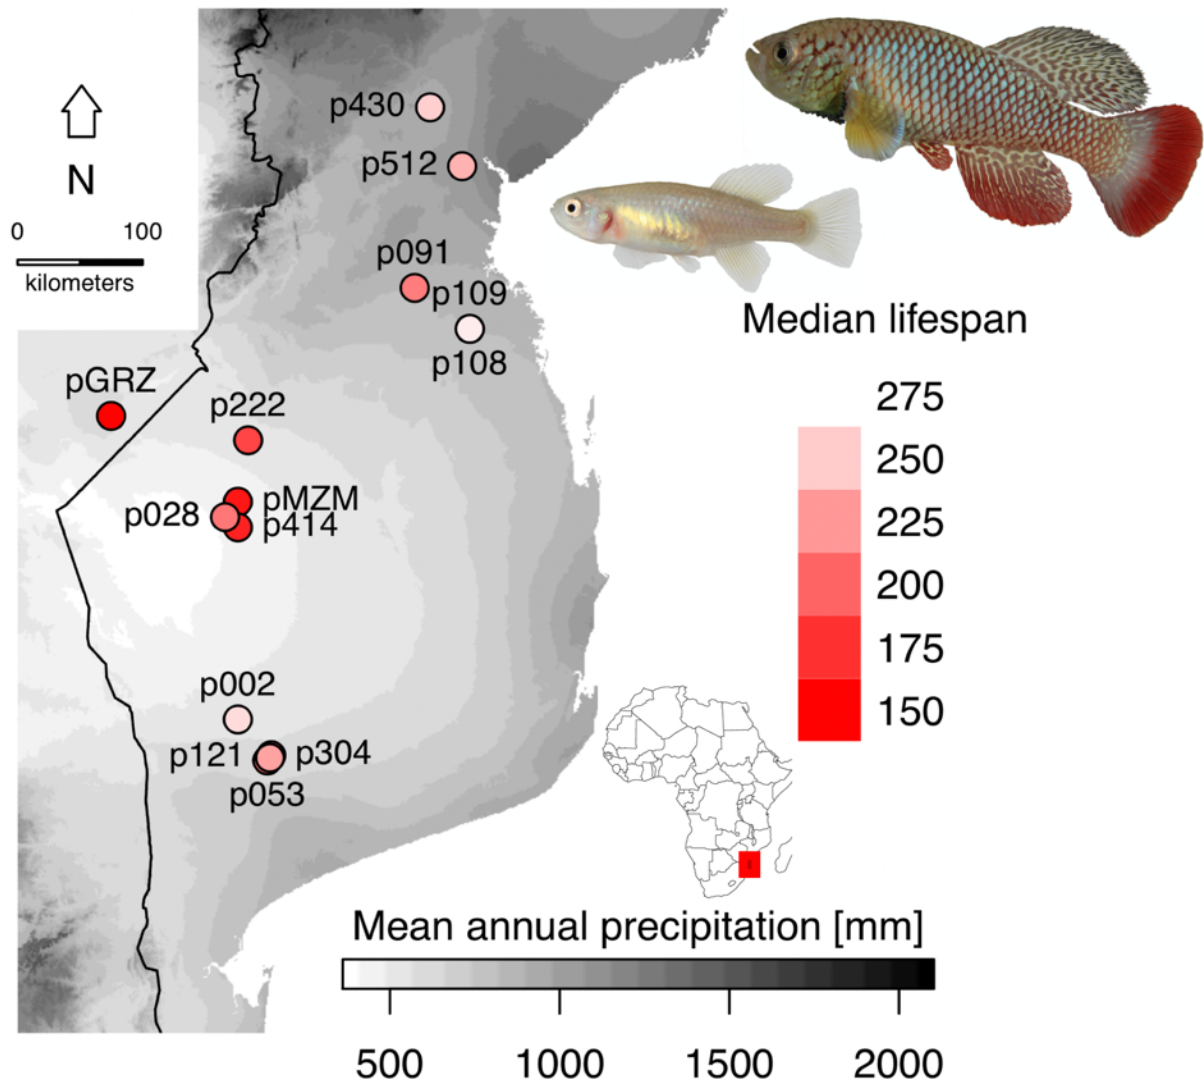 p430
p512
N
0 100
kilometers
p091
p109
p108
Median lifespan
pGRZ
p222
275
250
225
200
175
150
pMZM
p028
p414
p002
p121
p304
p053
Mean annual precipitation [mm]
500 1000 1500 2000